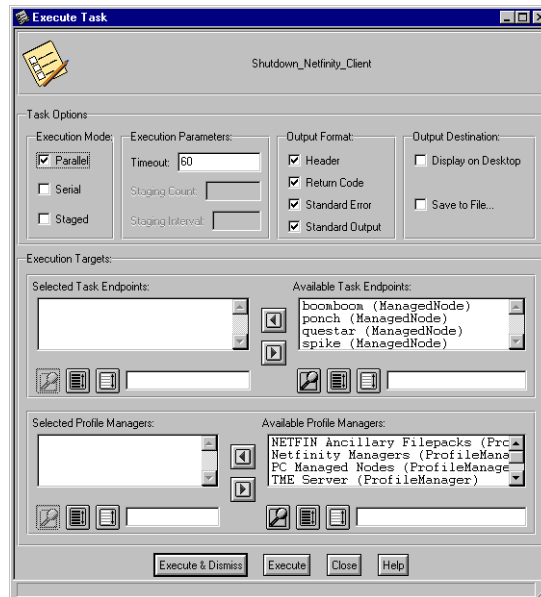 Execute Task
Shutdown_Netfinity_Client
Task Options
Execution Mode:
Parallel
Serial
Staged
Execution Parameters:
Timeout: 60
Staging Count:
Staging Interval:
Output Format:
Header
Return Code
Standard Error
Standard Output
Output Destination:
Display on Desktop
Save to File...
Execution Targets:
Selected Task Endpoints:
Available Task Endpoints:
boomboom (ManagedNode)
ponch (ManagedNode)
questar (ManagedNode)
spike (ManagedNode)
Selected Profile Managers:
Available Profile Managers:
NETFIN Ancillary Filepacks (Pro
Netfinity Managers (ProfileMana
PC Managed Nodes (ProfileManage
TME Server (ProfileManager)
Execute & Dismiss
Execute
Close
Help